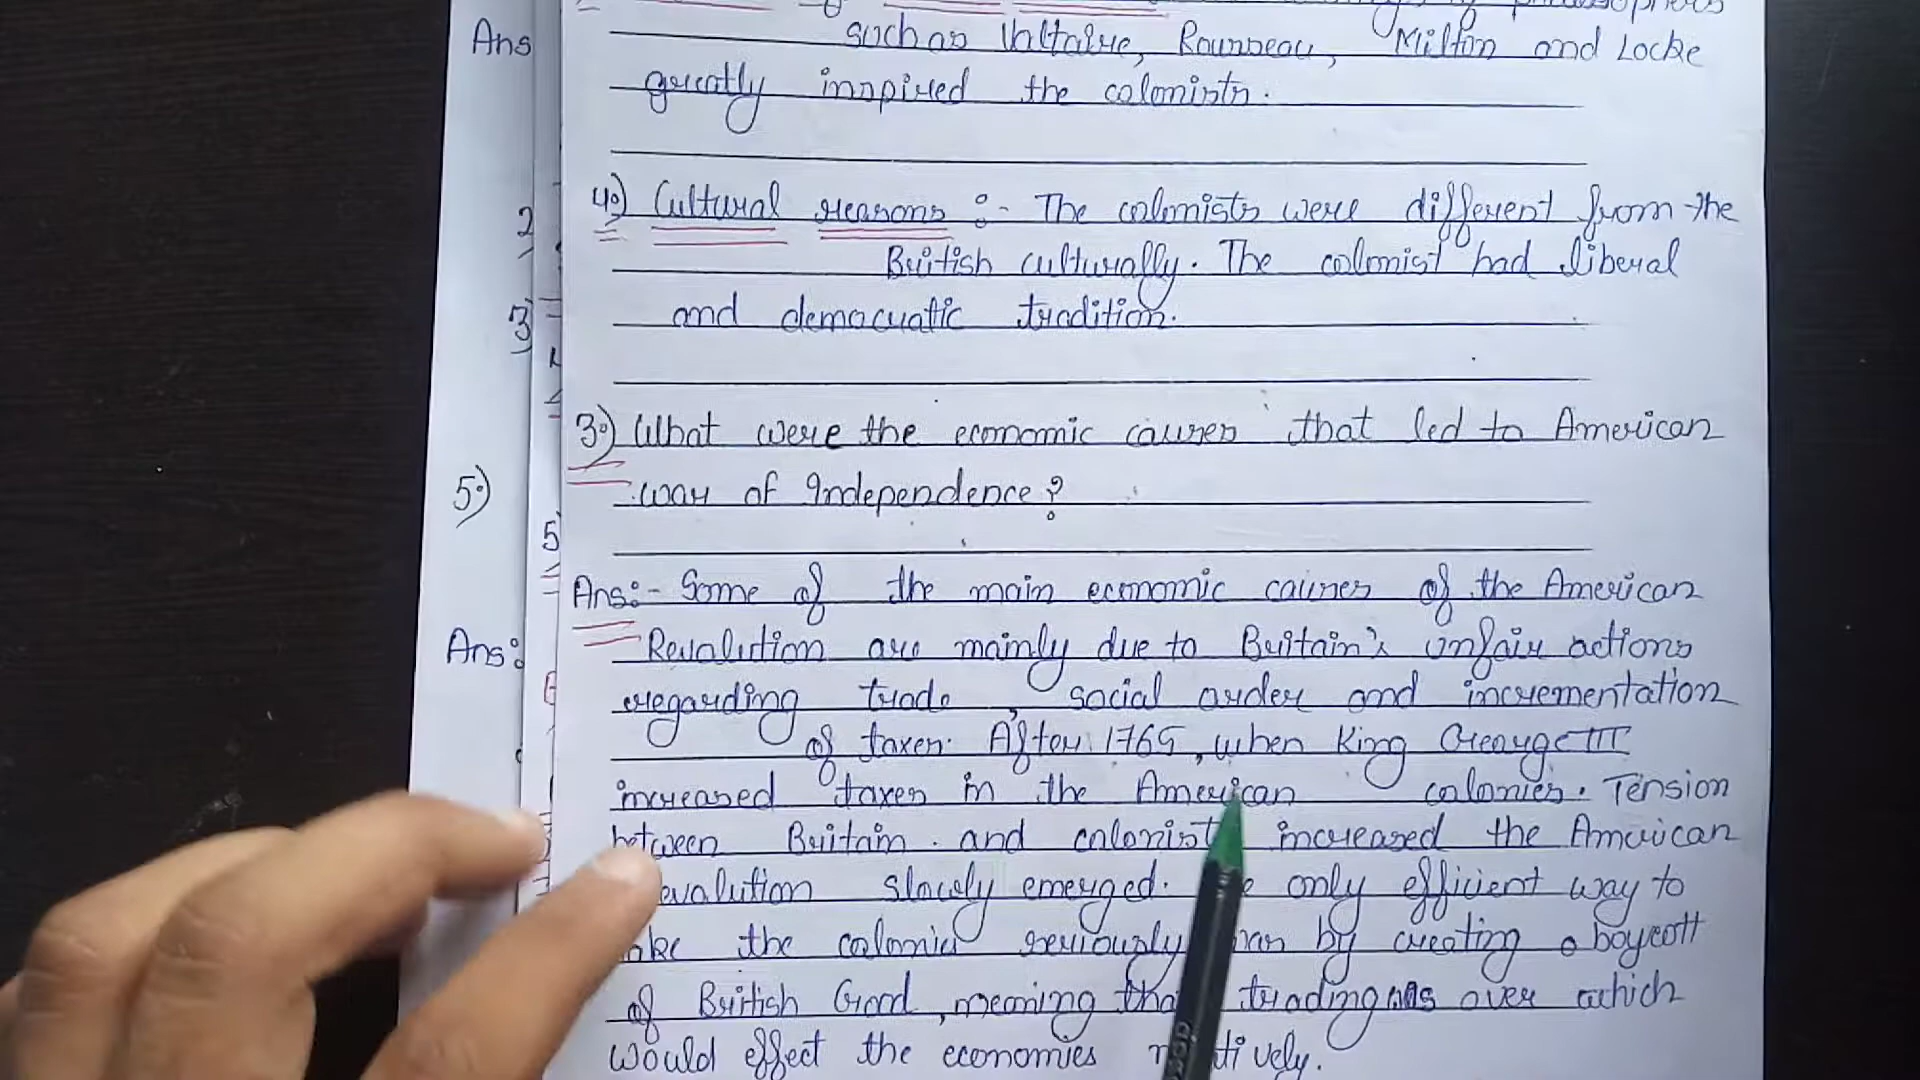 Ans
such as Voltaire, Rousseau, Milton and Locke
greatly inspired the colonists.
2
4) Cultural reasons :- The colonists were different from the
British culturally. The colonist had liberal
3
and democratic tradition.
3) What were the economic causes that led to American
5)
war of Independence?
5
Ans:- Some of the main economic causes of the American
Ans:
Revolution are mainly due to Britain's unfair actions
regarding trade, social order and incrementation
of taxes. After 1765, when King George III
increased taxes in the American colonies. Tension
between Britain. and colonist increased the American
evolution slowly emerged. only efficient way to
the colonies seriously by creating a boycott
of British Good, meaning tha trading was over which
would effect the economies tively.